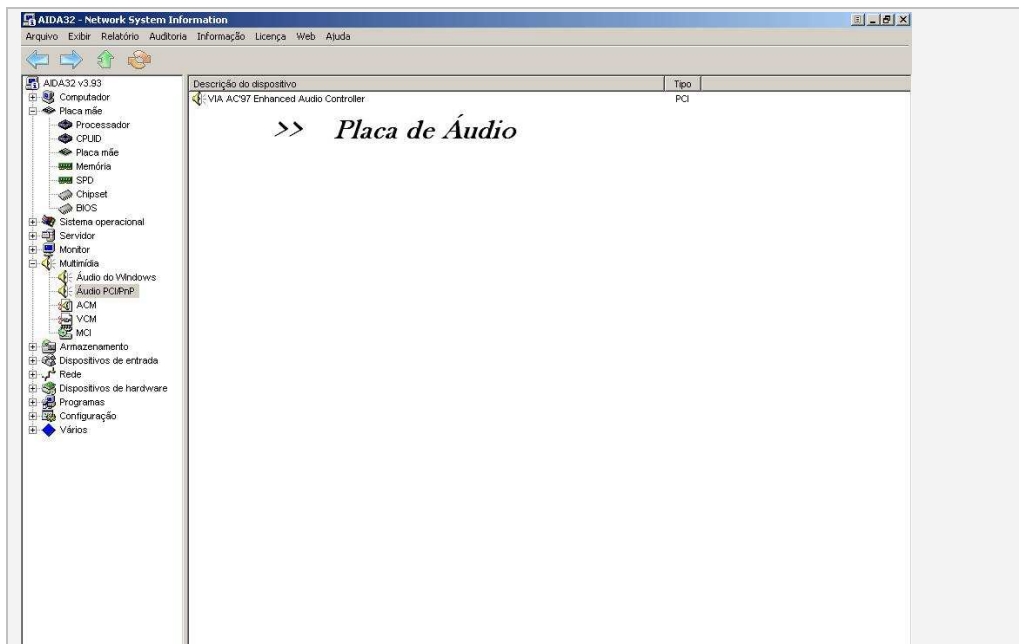 AIDA32 - Network System Information
Arquivo Exibir Relatório Auditoria Informação Licença Web Ajuda
AIDA32 v3.93
Computador
Placa mãe
Processador
CPUID
Placa mãe
Memória
SPD
Chipset
BIOS
Sistema operacional
Servidor
Monitor
Multimídia
Áudio do Windows
Áudio PCI/PnP
ACM
VCM
MCI
Armazenamento
Dispositivos de entrada
Rede
Dispositivos de hardware
Programas
Configuração
Vários
Descrição do dispositivo Tipo
VIA AC'97 Enhanced Audio Controller PCI
>> Placa de Áudio